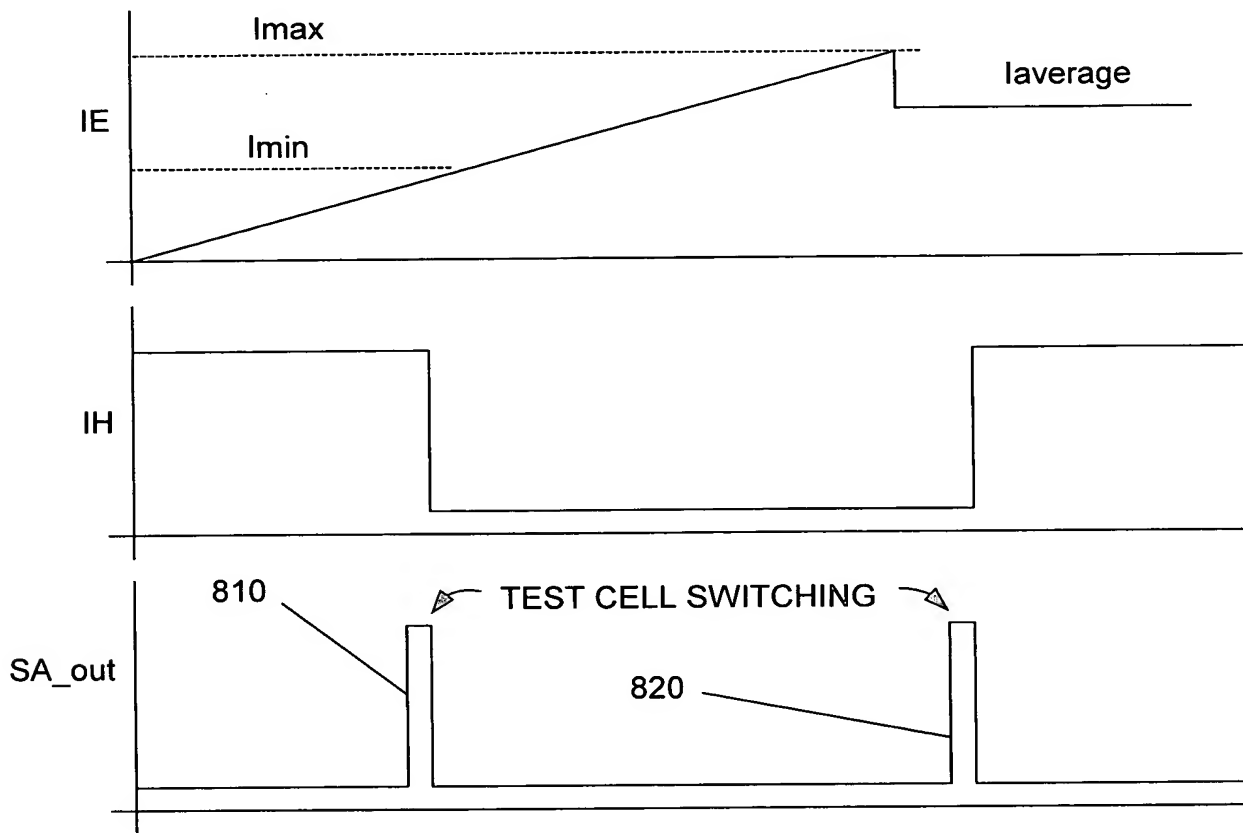 Imax
Iaverage
IE
Imin
IH
810
TEST CELL SWITCHING
SA_out
820